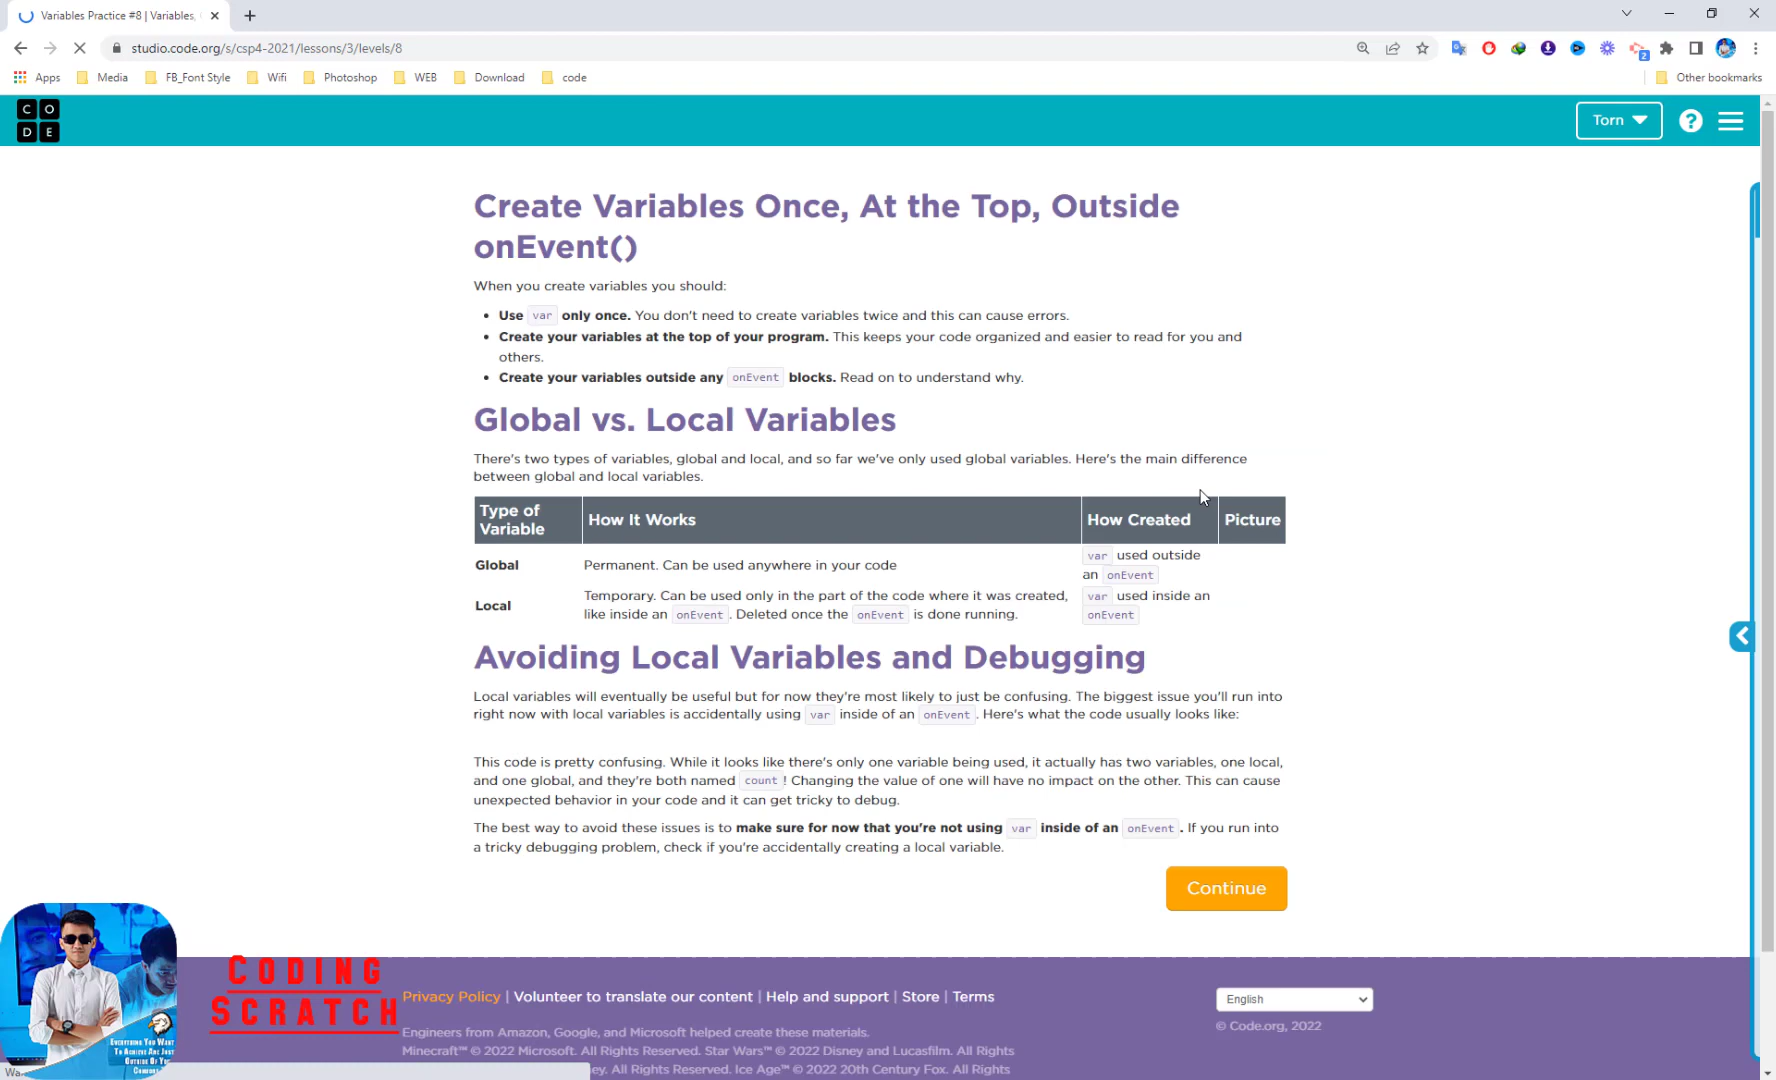 Variables Practice #8 | Variables,
studio.code.org/s/csp4-2021/lessons/3/levels/8
2
Apps Media FB_Font Style Wifi Photoshop WEB Download code Other bookmarks
CODE
Torn
?
Create Variables Once, At the Top, Outside
onEvent()
When you create variables you should:
• Use var only once. You don't need to create variables twice and this can cause errors.
• Create your variables at the top of your program. This keeps your code organized and easier to read for you and
others.
• Create your variables outside any onEvent blocks. Read on to understand why.
Global vs. Local Variables
There's two types of variables, global and local, and so far we've only used global variables. Here's the main difference
between global and local variables.
Type of Variable How It Works How Created Picture
Global Permanent. Can be used anywhere in your code var used outside
an onEvent
Local Temporary. Can be used only in the part of the code where it was created, var used inside an
like inside an onEvent. Deleted once the onEvent is done running. onEvent
Avoiding Local Variables and Debugging
Local variables will eventually be useful but for now they're most likely to just be confusing. The biggest issue you'll run into
right now with local variables is accidentally using var inside of an onEvent. Here's what the code usually looks like:
This code is pretty confusing. While it looks like there's only one variable being used, it actually has two variables, one local,
and one global, and they're both named count! Changing the value of one will have no impact on the other. This can cause
unexpected behavior in your code and it can get tricky to debug.
The best way to avoid these issues is to make sure for now that you're not using var inside of an onEvent. If you run into
a tricky debugging problem, check if you're accidentally creating a local variable.
Continue
CODING
SCRATCH
Privacy Policy | Volunteer to translate our content | Help and support | Store | Terms
English
© Code.org, 2022
Engineers from Amazon, Google, and Microsoft helped create these materials.
Minecraft™ © 2022 Microsoft. All Rights Reserved. Star Wars™ © 2022 Disney and Lucasfilm. All Rights
ey. All Rights Reserved. Ice Age™ © 2022 20th Century Fox. All Rights
EVERYTHING YOU WANT
TO ACHIEVE ARE JUST
OUTSIDE OF YO
Wa